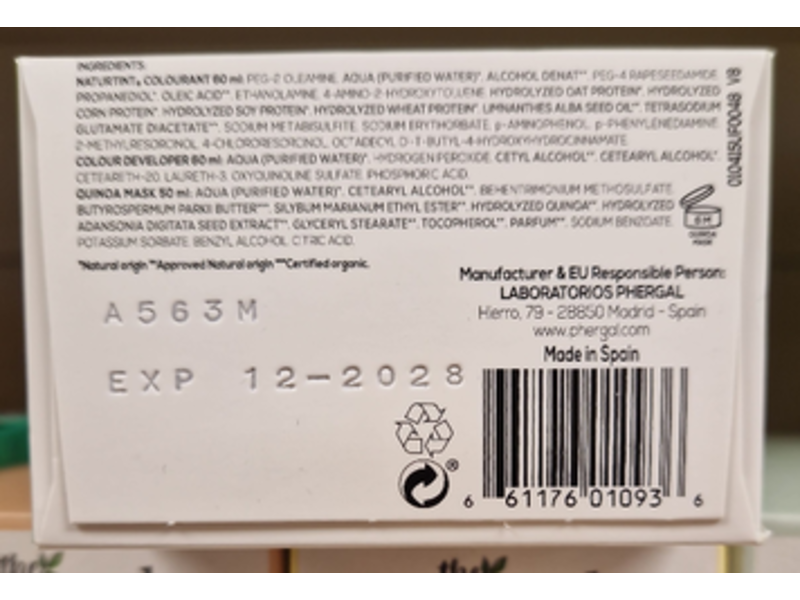 INGREDIENTS:
NATURTINT® COLOURANT 60 ml: PEG-2 OLEAMINE, AQUA (PURIFIED WATER)*, ALCOHOL DENAT**, PEG-4 RAPESEEDAMIDE,
PROPANEDIOL*, OLEIC ACID**, ETHANOLAMINE, 4-AMINO-2-HYDROXYTOLUENE, HYDROLYZED OAT PROTEIN*, HYDROLYZED
CORN PROTEIN*, HYDROLYZED SOY PROTEIN*, HYDROLYZED WHEAT PROTEIN*, LIMNANTHES ALBA SEED OIL**, TETRASODIUM
GLUTAMATE DIACETATE**, SODIUM METABISULFITE, SODIUM ERYTHORBATE, p-AMINOPHENOL, p-PHENYLENEDIAMINE,
2-METHYLRESORCINOL, 4-CHLORORESORCINOL, OCTADECYL DI-T-BUTYL-4-HYDROXYHYDROCINNAMATE.
COLOUR DEVELOPER 60 ml: AQUA (PURIFIED WATER)*, HYDROGEN PEROXIDE, CETYL ALCOHOL**, CETEARYL ALCOHOL*,
CETEARETH-20, LAURETH-3, OXYQUINOLINE SULFATE, PHOSPHORIC ACID.
QUINOA MASK 50 ml: AQUA (PURIFIED WATER)*, CETEARYL ALCOHOL**, BEHENTRIMONIUM METHOSULFATE,
BUTYROSPERMUM PARKII BUTTER***, SILYBUM MARIANUM ETHYL ESTER**, HYDROLYZED QUINOA**, HYDROLYZED
ADANSONIA DIGITATA SEED EXTRACT**, GLYCERYL STEARATE**, TOCOPHEROL**, PARFUM**, SODIUM BENZOATE,
POTASSIUM SORBATE, BENZYL ALCOHOL, CITRIC ACID.
*Natural origin **Approved Natural origin ***Certified organic.
6M
QUINOA
MASK
Manufacturer & EU Responsible Person:
LABORATORIOS PHERGAL
Hierro, 79 - 28850 Madrid - Spain
www.phergal.com
Made in Spain
A563M
EXP 12-2028
®
6 61176 01093 6
the